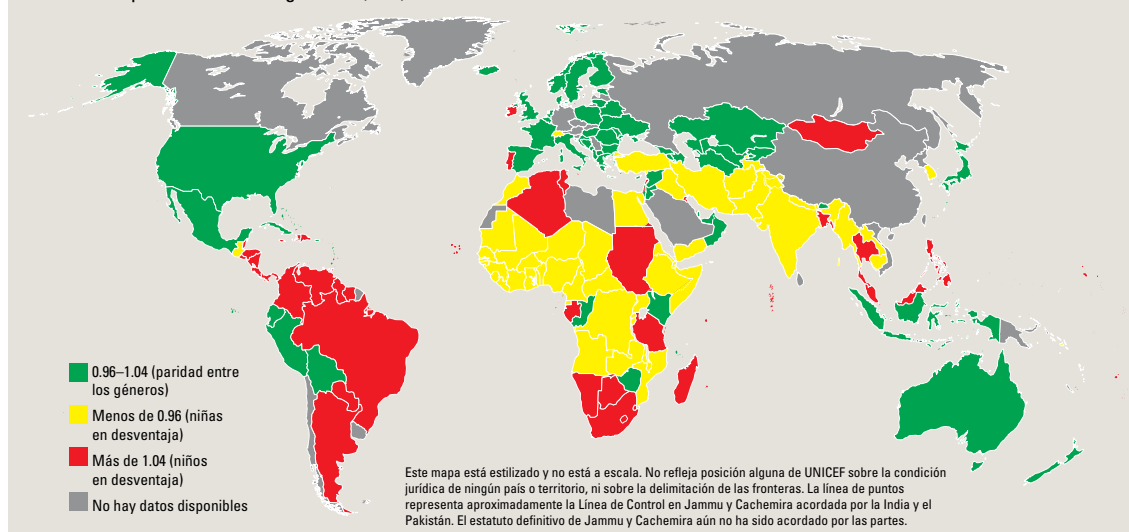 0.96–1.04 (paridad entre
los géneros)
Menos de 0.96 (niñas
en desventaja)
Más de 1.04 (niños
en desventaja)
No hay datos disponibles
Este mapa está estilizado y no está a escala. No refleja posición alguna de UNICEF sobre la condición
jurídica de ningún país o territorio, ni sobre la delimitación de las fronteras. La línea de puntos
representa aproximadamente la Línea de Control en Jammu y Cachemira acordada por la India y el
Pakistán. El estatuto definitivo de Jammu y Cachemira aún no ha sido acordado por las partes.